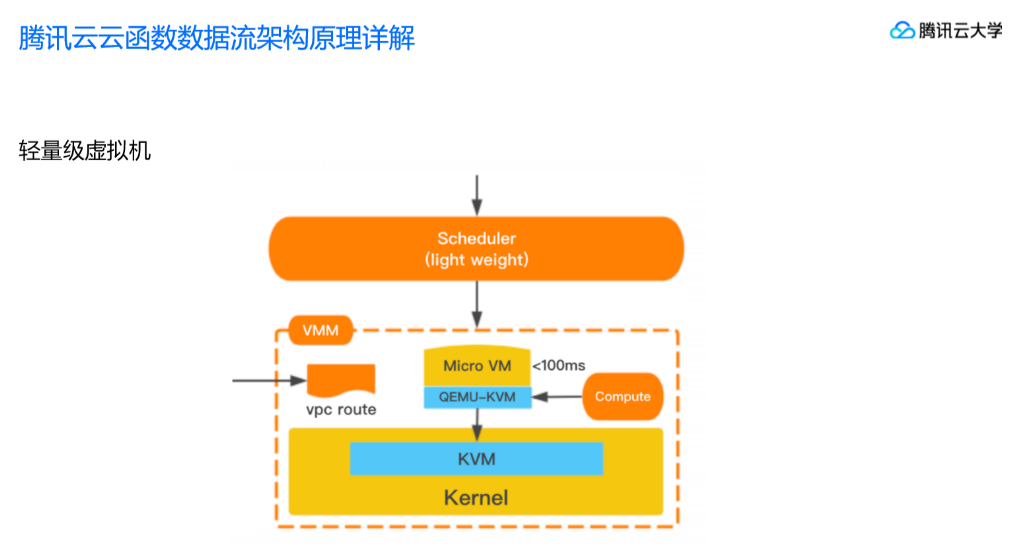 腾讯云云函数数据流架构原理详解
腾讯云大学
轻量级虚拟机
Scheduler
(light weight)
VMM
Micro VM
<100ms
QEMU-KVM
Compute
vpc route
KVM
Kernel